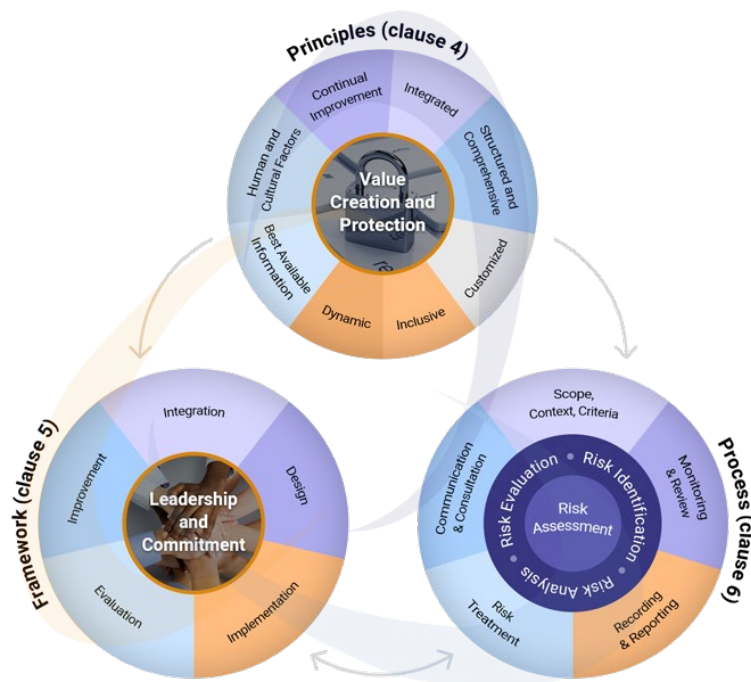 Principles (clause 4)
Continual
Improvement
Integrated
Structured and
Comprehensive
Customized
Inclusive
Dynamic
Best Available
Information
Human and
Cultural Factors
Value
Creation and
Protection
re
Framework (clause 5)
Integration
Design
Implementation
Evaluation
Improvement
Leadership
and
Commitment
Process (clause 6)
Scope,
Context, Criteria
Monitoring
& Review
Recording
& Reporting
Risk
Treatment
Communication
& Consultation
Risk Identification
Risk Analysis
Risk Evaluation
Risk
Assessment